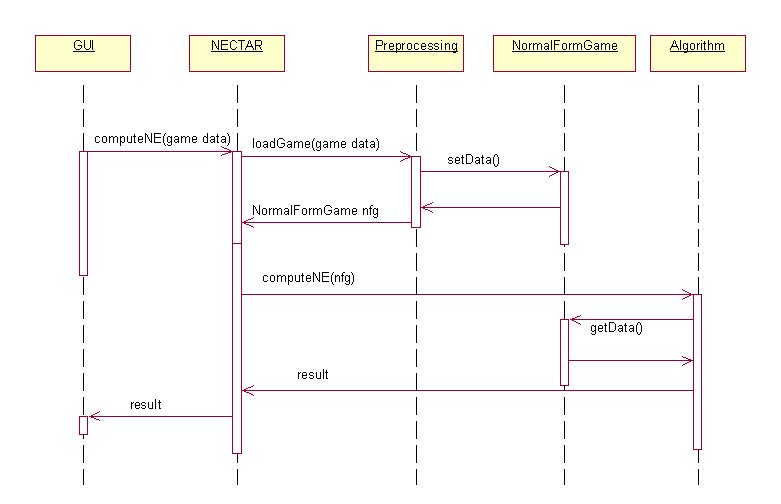 GUI
NECTAR
Preprocessing
NormalFormGame
Algorithm
computeNE(game data)
loadGame(game data)
setData()
NormalFormGame nfg
computeNE(nfg)
getData()
result
result